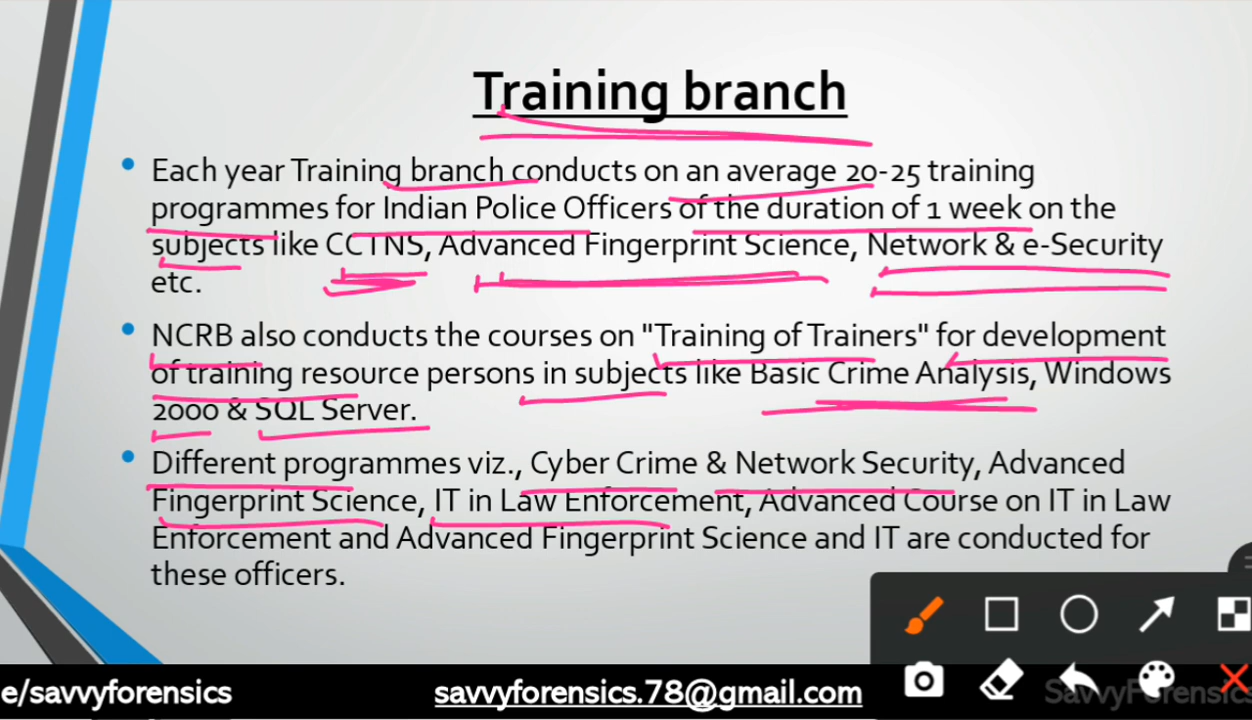 Training branch
Each year Training branch conducts on an average 20-25 training
programmes for Indian Police Officers of the duration of 1 week on the
subjects like CCTNS, Advanced Fingerprint Science, Network & e-Security
etc.
NCRB also conducts the courses on "Training of Trainers" for development
of training resource persons in subjects like Basic Crime Analysis, Windows
2000 & SQL Server.
Different programmes viz., Cyber Crime & Network Security, Advanced
Fingerprint Science, IT in Law Enforcement, Advanced Course on IT in Law
Enforcement and Advanced Fingerprint Science and IT are conducted for
these officers.
e/savvyforensics savvyforensics.78@gmail.com SavvyForensic